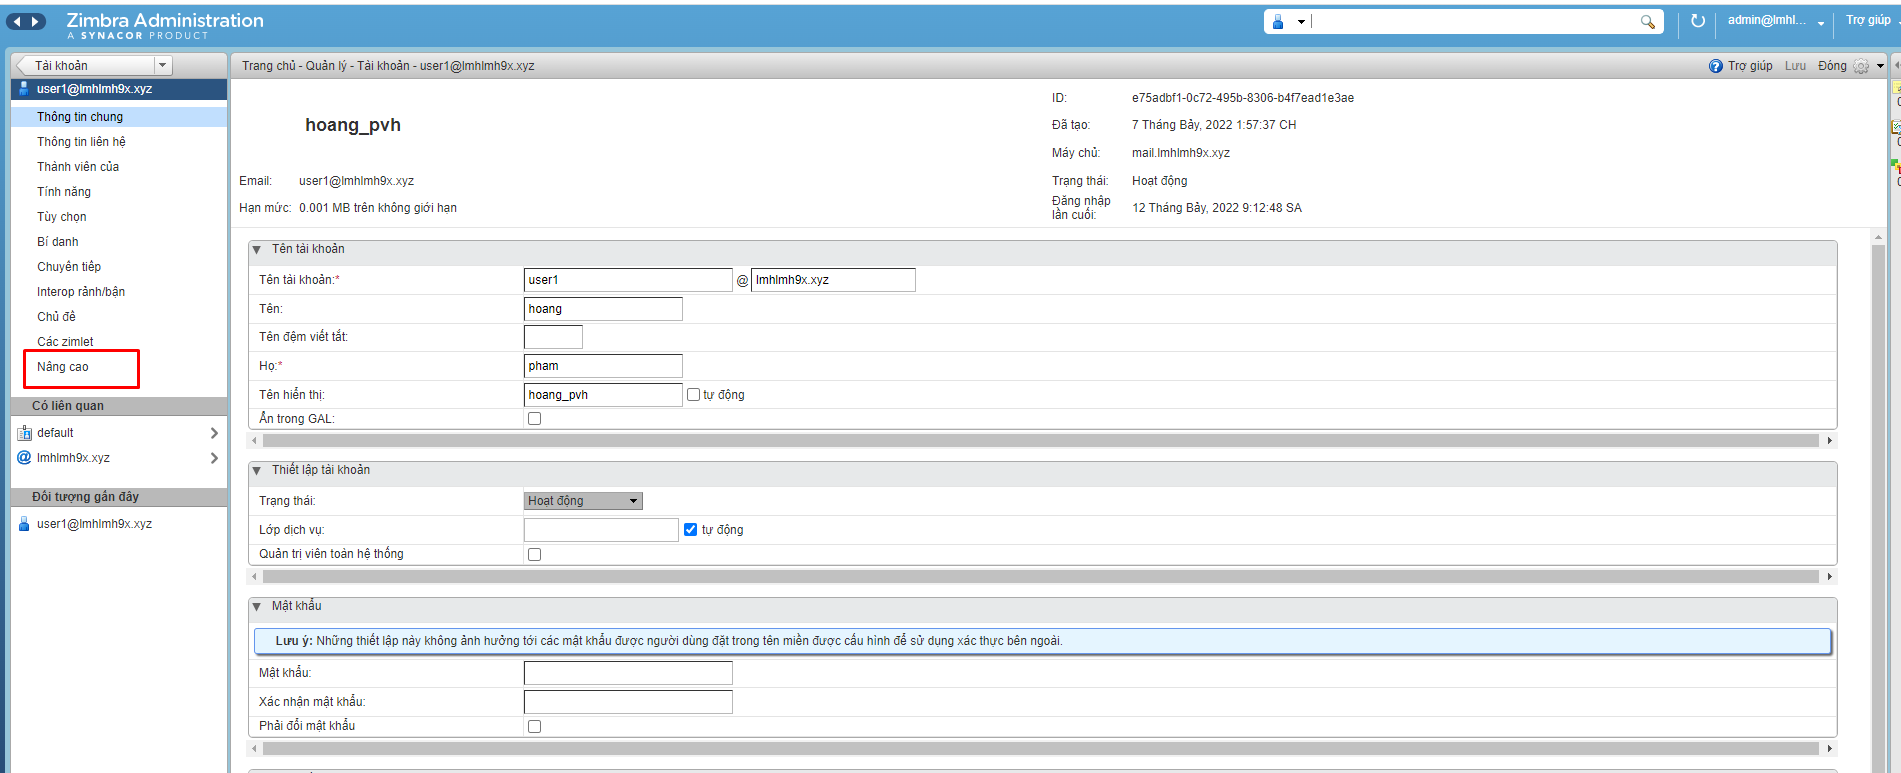 Zimbra Administration
A SYNACOR PRODUCT
admin@lmhl...
Trợ giúp
Tài khoản
Trang chủ - Quản lý - Tài khoản - user1@lmhlmh9x.xyz
Trợ giúp Lưu Đóng
user1@lmhlmh9x.xyz
Thông tin chung
Thông tin liên hệ
Thành viên của
Tính năng
Tùy chọn
Bí danh
Chuyển tiếp
Interop rảnh/bận
Chủ đề
Các zimlet
Nâng cao
Có liên quan
default
lmhlmh9x.xyz
Đối tượng gần đây
user1@lmhlmh9x.xyz
hoang_pvh
Email: user1@lmhlmh9x.xyz
Hạn mức: 0.001 MB trên không giới hạn
ID: e75adbf1-0c72-495b-8306-b4f7ead1e3ae
Đã tạo: 7 Tháng Bảy, 2022 1:57:37 CH
Máy chủ: mail.lmhlmh9x.xyz
Trạng thái: Hoạt động
Đăng nhập
lần cuối: 12 Tháng Bảy, 2022 9:12:48 SA
Tên tài khoản
Tên tài khoản:* user1 @ lmhlmh9x.xyz
Tên: hoang
Tên đệm viết tắt:
Họ:* pham
Tên hiển thị: hoang_pvh tự động
Ẩn trong GAL:
Thiết lập tài khoản
Trạng thái: Hoạt động
Lớp dịch vụ: tự động
Quản trị viên toàn hệ thống
Mật khẩu
Lưu ý: Những thiết lập này không ảnh hưởng tới các mật khẩu được người dùng đặt trong tên miền được cấu hình để sử dụng xác thực bên ngoài.
Mật khẩu:
Xác nhận mật khẩu:
Phải đổi mật khẩu